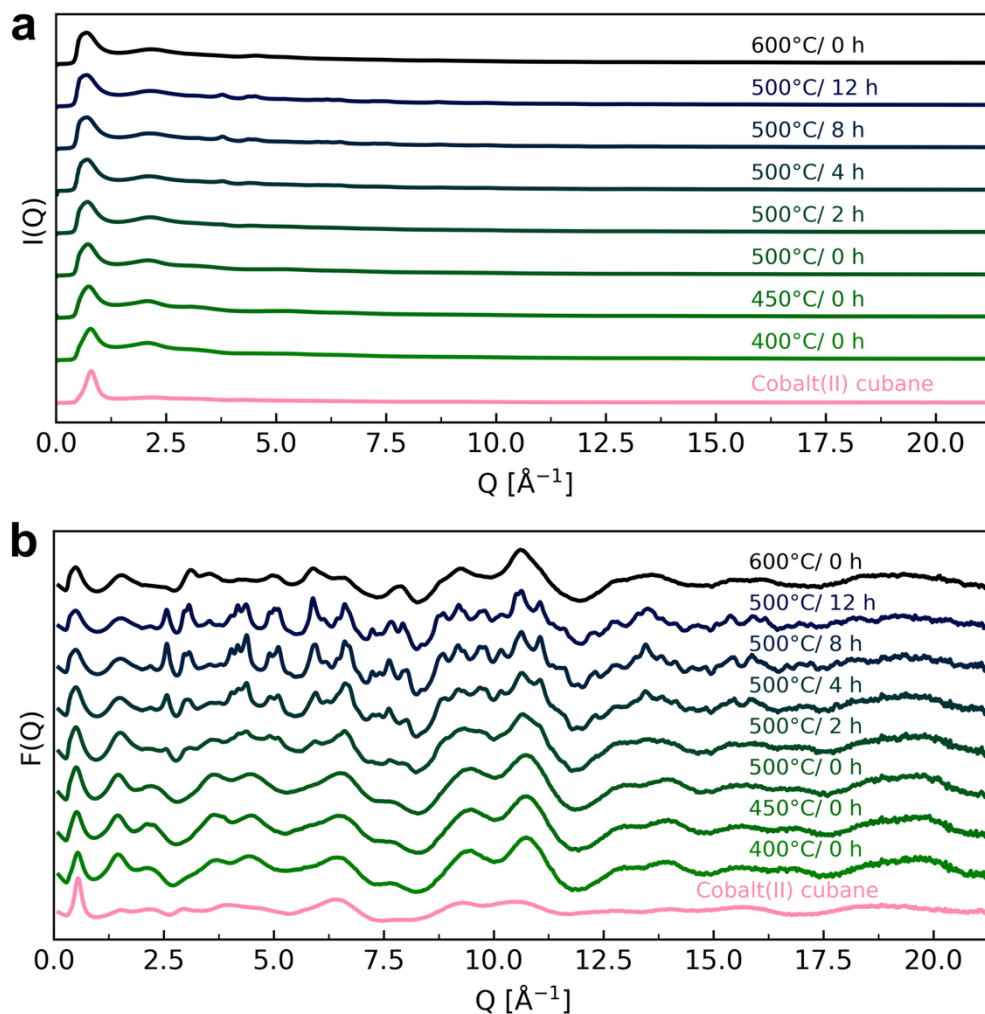 a
I(Q)
600°C/ 0 h
500°C/ 12 h
500°C/ 8 h
500°C/ 4 h
500°C/ 2 h
500°C/ 0 h
450°C/ 0 h
400°C/ 0 h
Cobalt(II) cubane
0.0 2.5 5.0 7.5 10.0 12.5 15.0 17.5 20.0
Q [Å⁻¹]
b
F(Q)
600°C/ 0 h
500°C/ 12 h
500°C/ 8 h
500°C/ 4 h
500°C/ 2 h
500°C/ 0 h
450°C/ 0 h
400°C/ 0 h
Cobalt(II) cubane
0.0 2.5 5.0 7.5 10.0 12.5 15.0 17.5 20.0
Q [Å⁻¹]